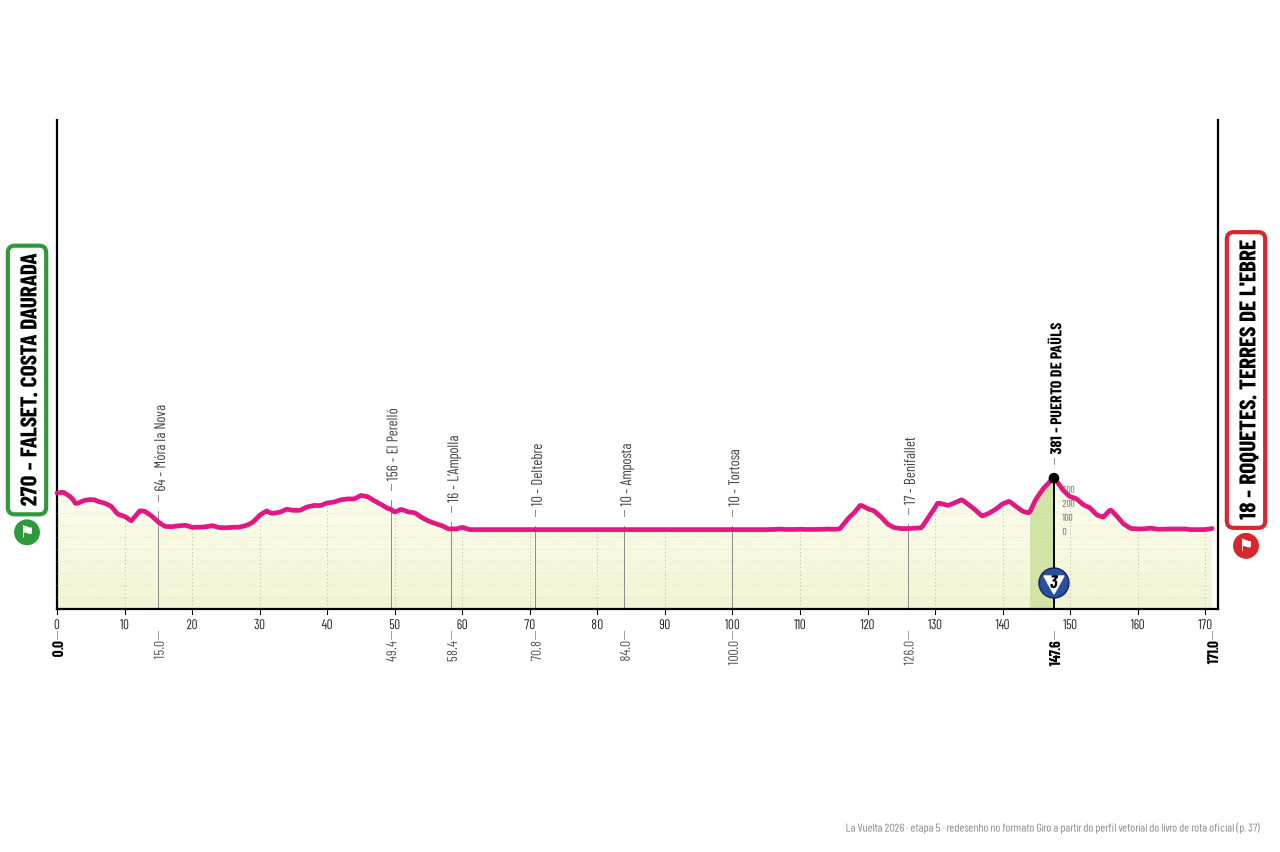 270 - FALSET. COSTA DAURADA
64 - Móra la Nova
156 - El Perelló
16 - L'Ampolla
10 - Deltebre
10 - Amposta
10 - Tortosa
17 - Benifallet
381 - PUERTO DE PAÜLS
18 - ROQUETES. TERRES DE L'EBRE
200
100
0
3
0 10 20 30 40 50 60 70 80 90 100 110 120 130 140 150 160 170
0.0 15.0 49.4 58.4 70.8 84.0 100.0 126.0 147.6 171.0
La Vuelta 2026 · etapa 5 · redesenho no formato Giro a partir do perfil vetorial do livro de rota oficial (p. 37)